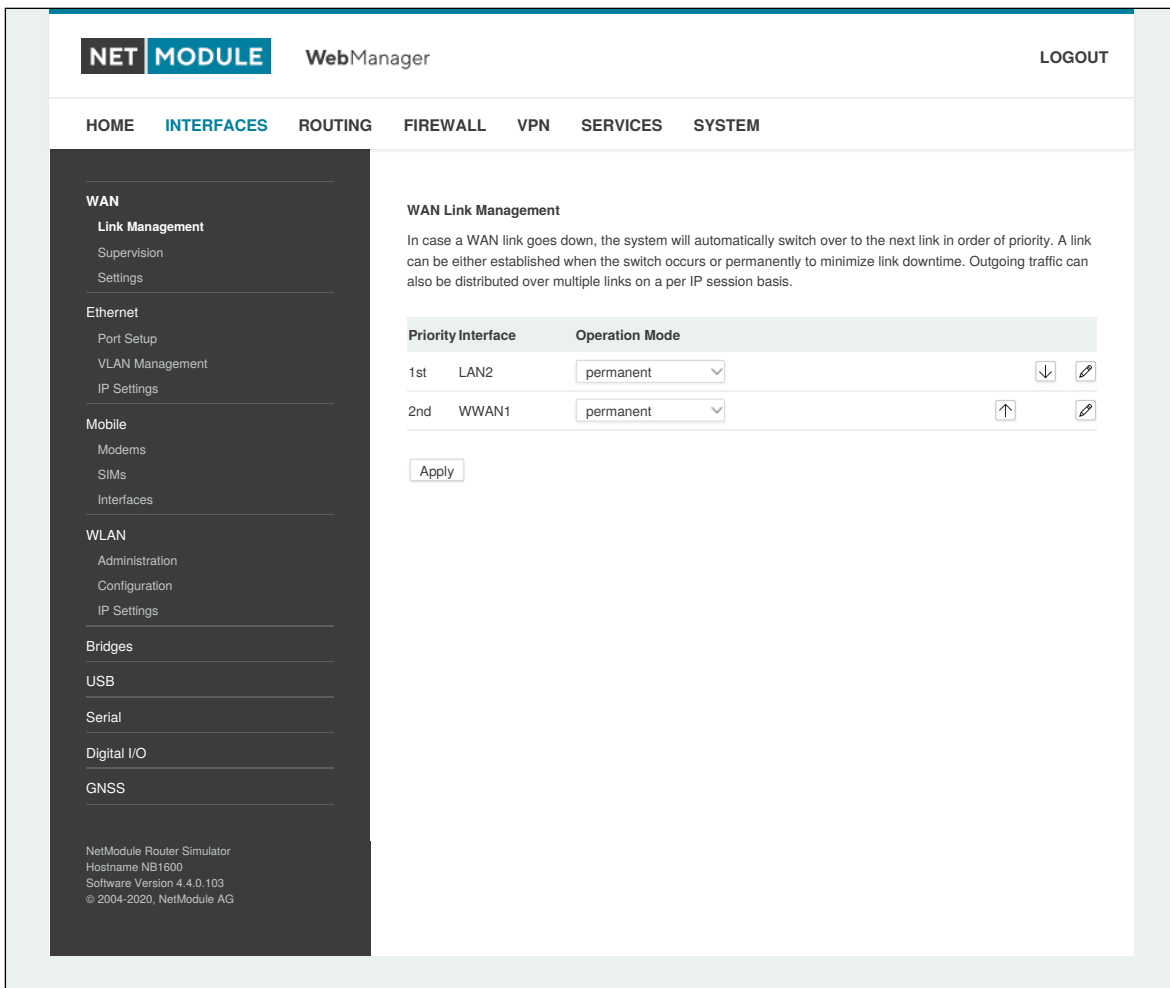 NET MODULE WebManager LOGOUT
HOME INTERFACES ROUTING FIREWALL VPN SERVICES SYSTEM
WAN
Link Management
Supervision
Settings
Ethernet
Port Setup
VLAN Management
IP Settings
Mobile
Modems
SIMs
Interfaces
WLAN
Administration
Configuration
IP Settings
Bridges
USB
Serial
Digital I/O
GNSS
NetModule Router Simulator
Hostname NB1600
Software Version 4.4.0.103
© 2004-2020, NetModule AG
WAN Link Management
In case a WAN link goes down, the system will automatically switch over to the next link in order of priority. A link
can be either established when the switch occurs or permanently to minimize link downtime. Outgoing traffic can
also be distributed over multiple links on a per IP session basis.
Priority Interface Operation Mode
1st LAN2 permanent
2nd WWAN1 permanent
Apply